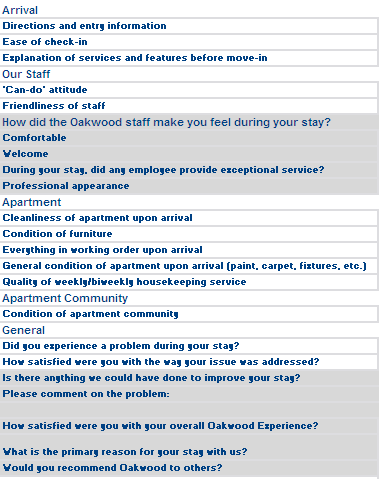 Arrival
Directions and entry information
Ease of check-in
Explanation of services and features before move-in
Our Staff
'Can-do' attitude
Friendliness of staff
How did the Oakwood staff make you feel during your stay?
Comfortable
Welcome
During your stay, did any employee provide exceptional service?
Professional appearance
Apartment
Cleanliness of apartment upon arrival
Condition of furniture
Everything in working order upon arrival
General condition of apartment upon arrival (paint, carpet, fixtures, etc.)
Quality of weekly/biweekly housekeeping service
Apartment Community
Condition of apartment community
General
Did you experience a problem during your stay?
How satisfied were you with the way your issue was addressed?
Is there anything we could have done to improve your stay?
Please comment on the problem:
How satisfied were you with your overall Oakwood Experience?
What is the primary reason for your stay with us?
Would you recommend Oakwood to others?